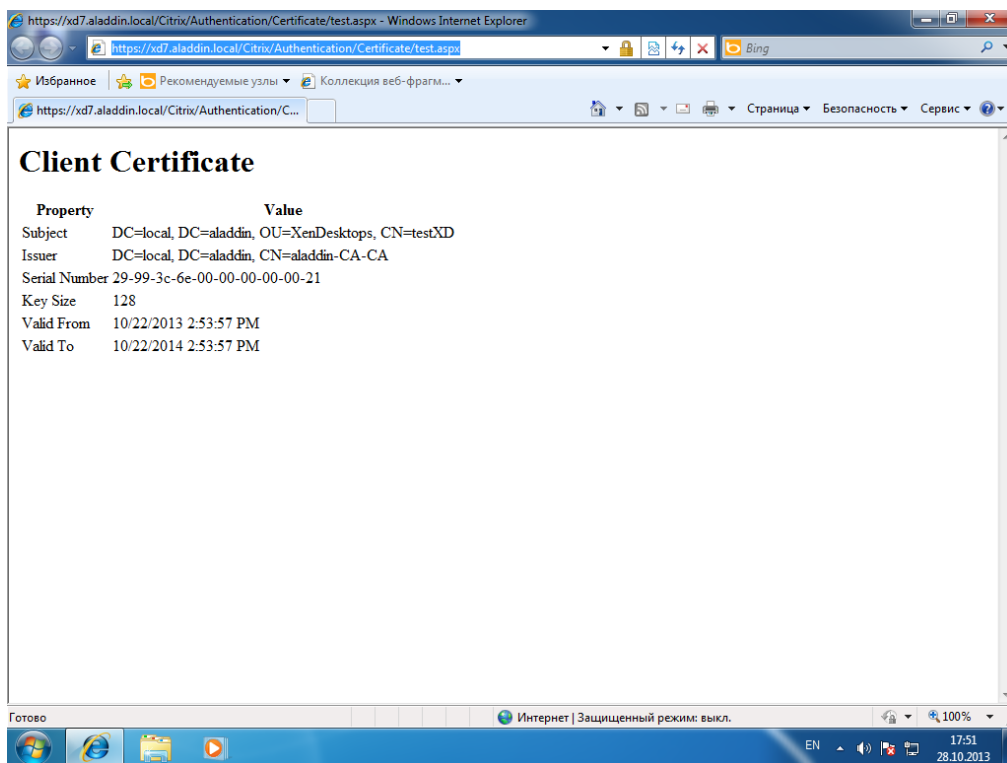 https://xd7.aladdin.local/Citrix/Authentication/Certificate/test.aspx - Windows Internet Explorer
https://xd7.aladdin.local/Citrix/Authentication/Certificate/test.aspx
Bing
Избранное
Рекомендуемые узлы
Коллекция веб-фрагм...
https://xd7.aladdin.local/Citrix/Authentication/C...
Страница
Безопасность
Сервис
Client Certificate
Property Value
Subject DC=local, DC=aladdin, OU=XenDesktops, CN=testXD
Issuer DC=local, DC=aladdin, CN=aladdin-CA-CA
Serial Number 29-99-3c-6e-00-00-00-00-00-21
Key Size 128
Valid From 10/22/2013 2:53:57 PM
Valid To 10/22/2014 2:53:57 PM
Готово
Интернет | Защищенный режим: выкл.
100%
EN
17:51
28.10.2013